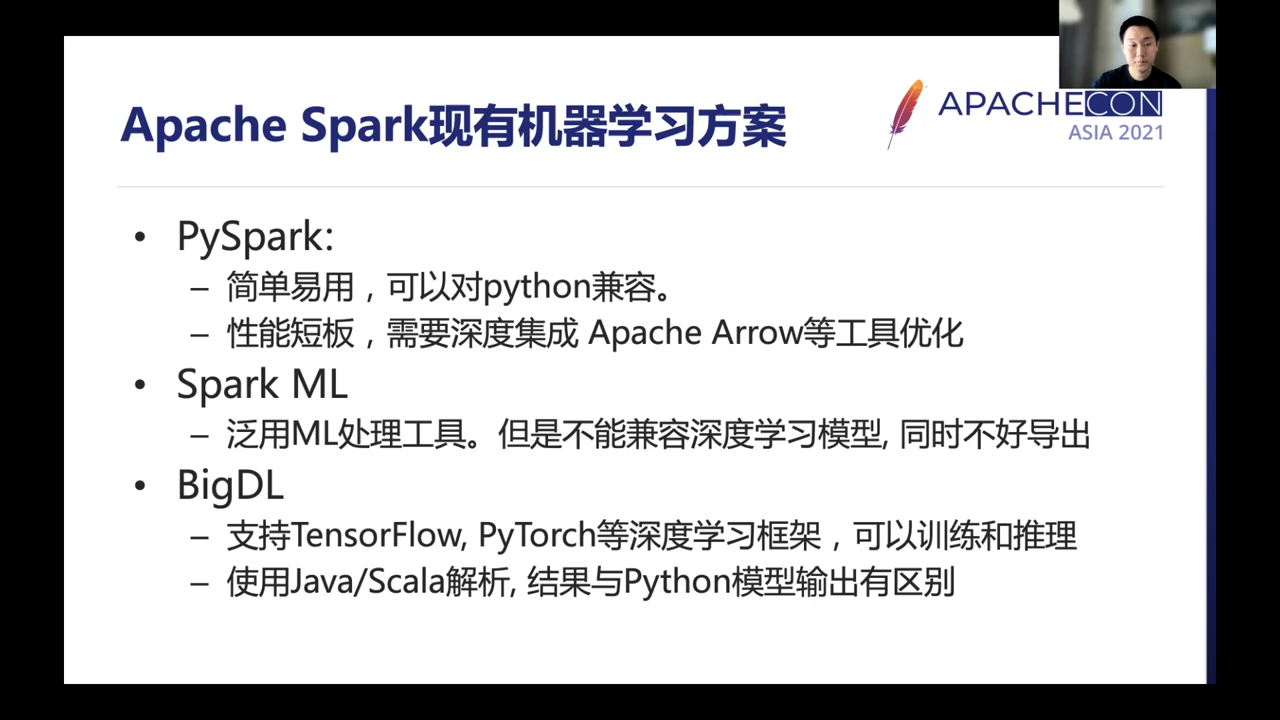 Apache Spark现有机器学习方案
APACHECON
ASIA 2021
• PySpark:
– 简单易用，可以对python兼容。
– 性能短板，需要深度集成 Apache Arrow等工具优化
• Spark ML
– 泛用ML处理工具。但是不能兼容深度学习模型, 同时不好导出
• BigDL
– 支持TensorFlow, PyTorch等深度学习框架，可以训练和推理
– 使用Java/Scala解析, 结果与Python模型输出有区别